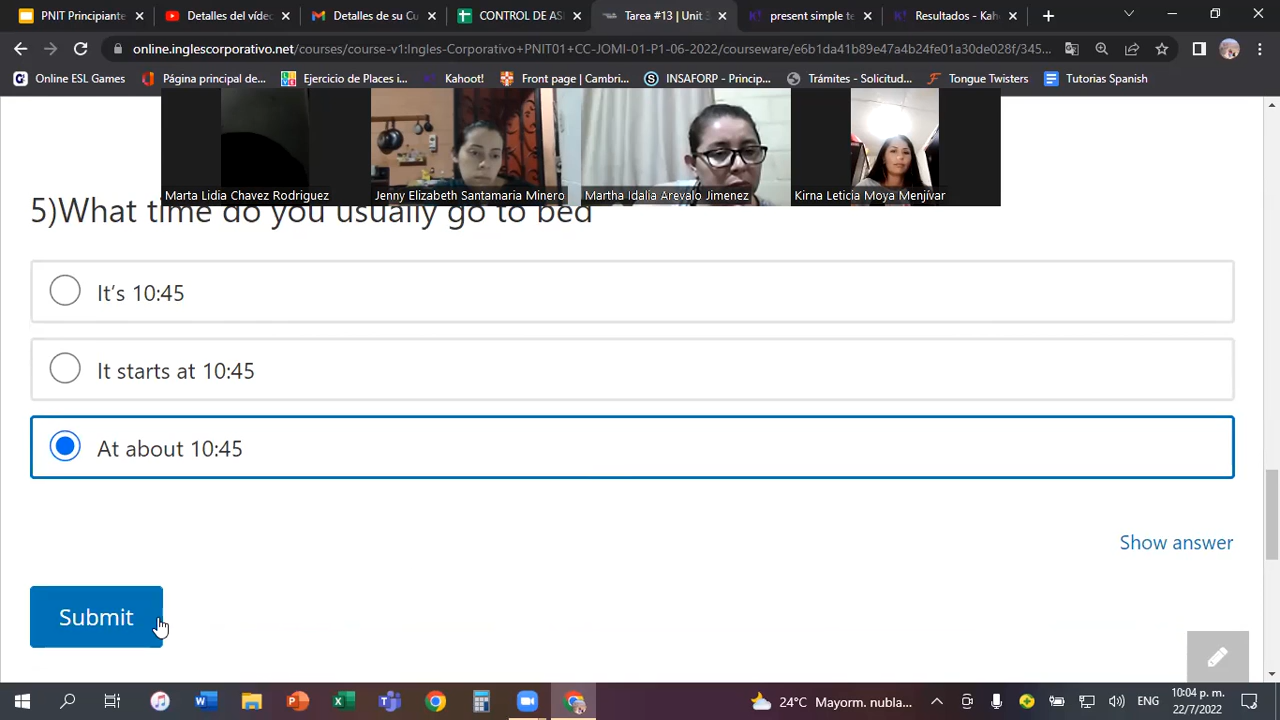 PNIT Principiante
Detalles del vídeo
Detalles de su Cu
CONTROL DE ASI
Tarea #13 | Unit 3
present simple te
Resultados - Kah
online.inglescorporativo.net/courses/course-v1:Ingles-Corporativo+PNIT01+CC-JOMI-01-P1-06-2022/courseware/e6b1da41b89e47a4b24fe01a30de028f/345...
Online ESL Games
Página principal de...
Ejercicio de Places i...
Kahoot!
Front page | Cambri...
INSAFORP - Princip...
Trámites - Solicitud...
Tongue Twisters
Tutorias Spanish
Marta Lidia Chavez Rodriguez
Jenny Elizabeth Santamaria Minero
Martha Idalia Arevalo Jimenez
Kirna Leticia Moya Menjívar
5)What time do you usually go to bed
It’s 10:45
It starts at 10:45
At about 10:45
Show answer
Submit
24°C Mayorm. nubla...
ENG
10:04 p. m.
22/7/2022